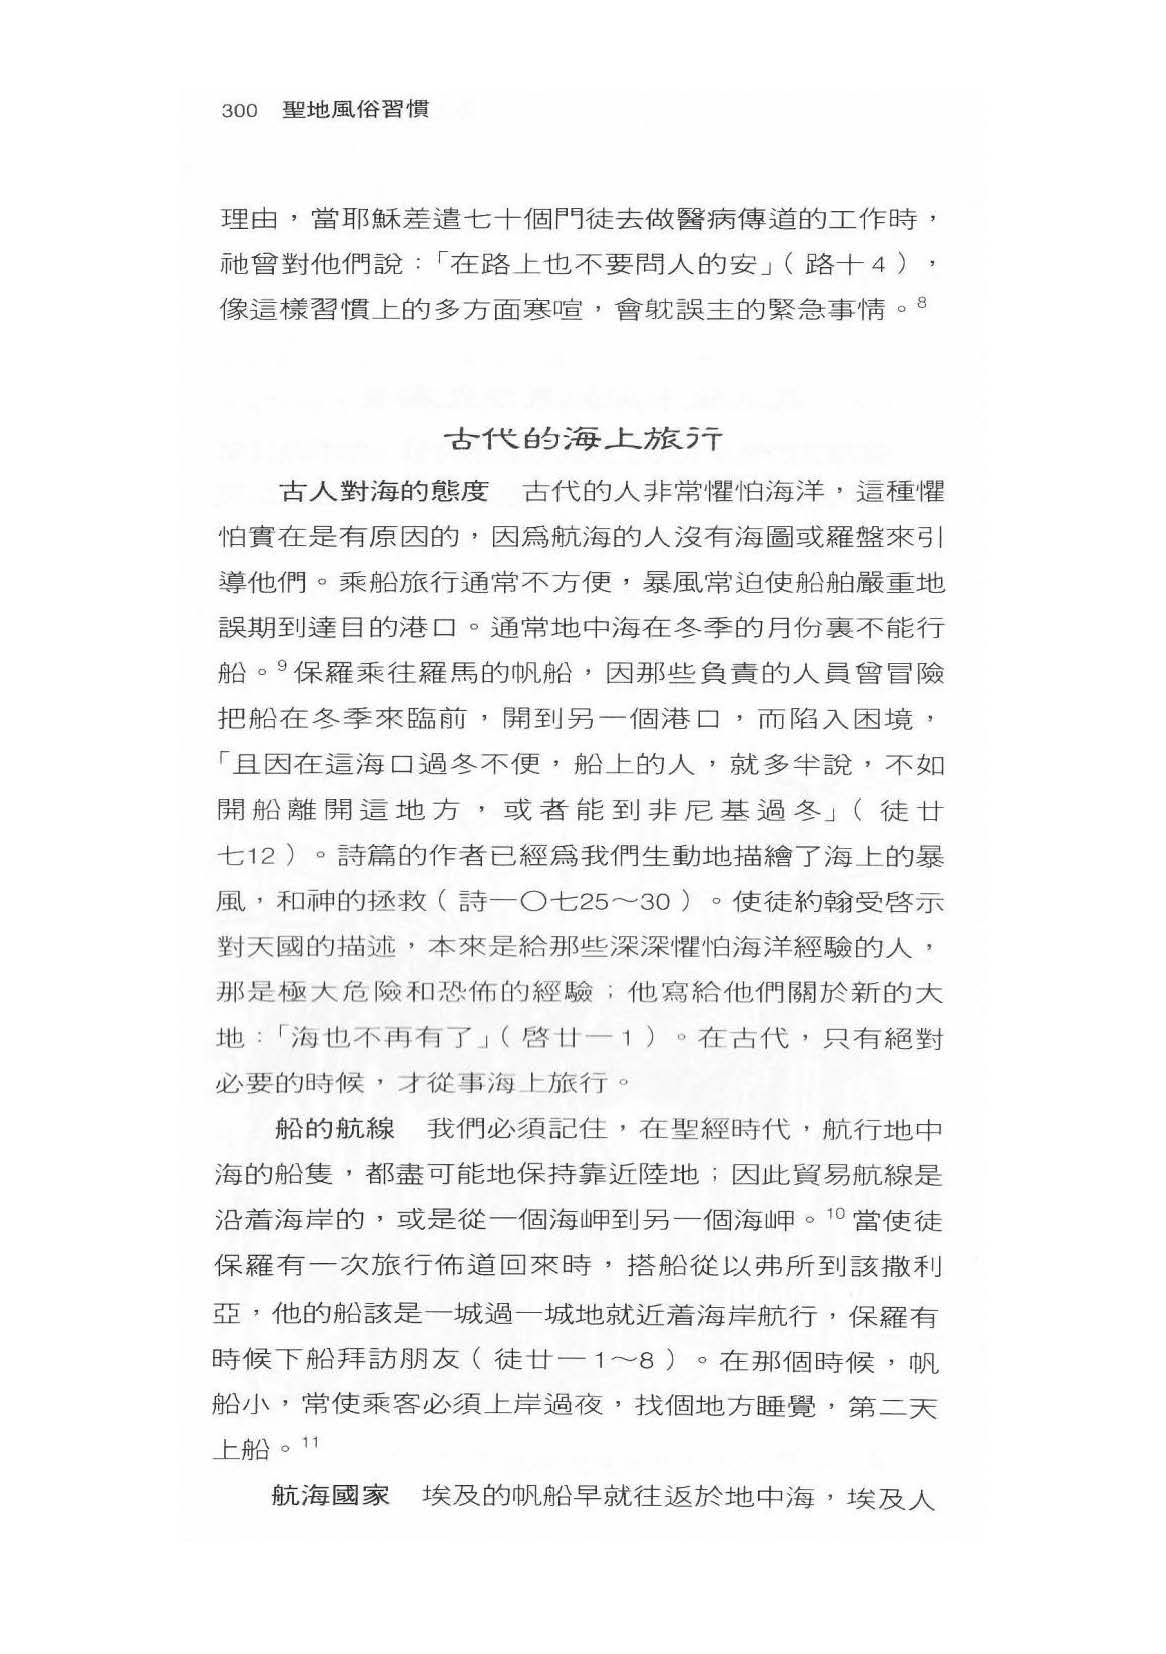 300 聖地風俗習慣
理由，當耶穌差遣七十個門徒去做醫病傳道的工作時，
祂曾對他們說：「在路上也不要問人的安」（路十4），
像這樣習慣上的多方面寒喧，會躭誤主的緊急事情。8
古代的海上旅行
古人對海的態度　古代的人非常懼怕海洋，這種懼
怕實在是有原因的，因爲航海的人沒有海圖或羅盤來引
導他們。乘船旅行通常不方便，暴風常迫使船舶嚴重地
誤期到達目的港口。通常地中海在冬季的月份裏不能行
船。9保羅乘往羅馬的帆船，因那些負責的人員曾冒險
把船在冬季來臨前，開到另一個港口，而陷入困境，
「且因在這海口過冬不便，船上的人，就多半說，不如
開船離開這地方，或者能到非尼基過冬」（徒廿
七12）。詩篇的作者已經爲我們生動地描繪了海上的暴
風，和神的拯救（詩一〇七25～30）。使徒約翰受啓示
對天國的描述，本來是給那些深深懼怕海洋經驗的人，
那是極大危險和恐佈的經驗；他寫給他們關於新的大
地：「海也不再有了」（啓廿一1）。在古代，只有絕對
必要的時候，才從事海上旅行。
船的航線　我們必須記住，在聖經時代，航行地中
海的船隻，都盡可能地保持靠近陸地；因此貿易航線是
沿着海岸的，或是從一個海岬到另一個海岬。10當使徒
保羅有一次旅行佈道回來時，搭船從以弗所到該撒利
亞，他的船該是一城過一城地就近着海岸航行，保羅有
時候下船拜訪朋友（徒廿一1～8）。在那個時候，帆
船小，常使乘客必須上岸過夜，找個地方睡覺，第二天
上船。11
航海國家　埃及的帆船早就往返於地中海，埃及人